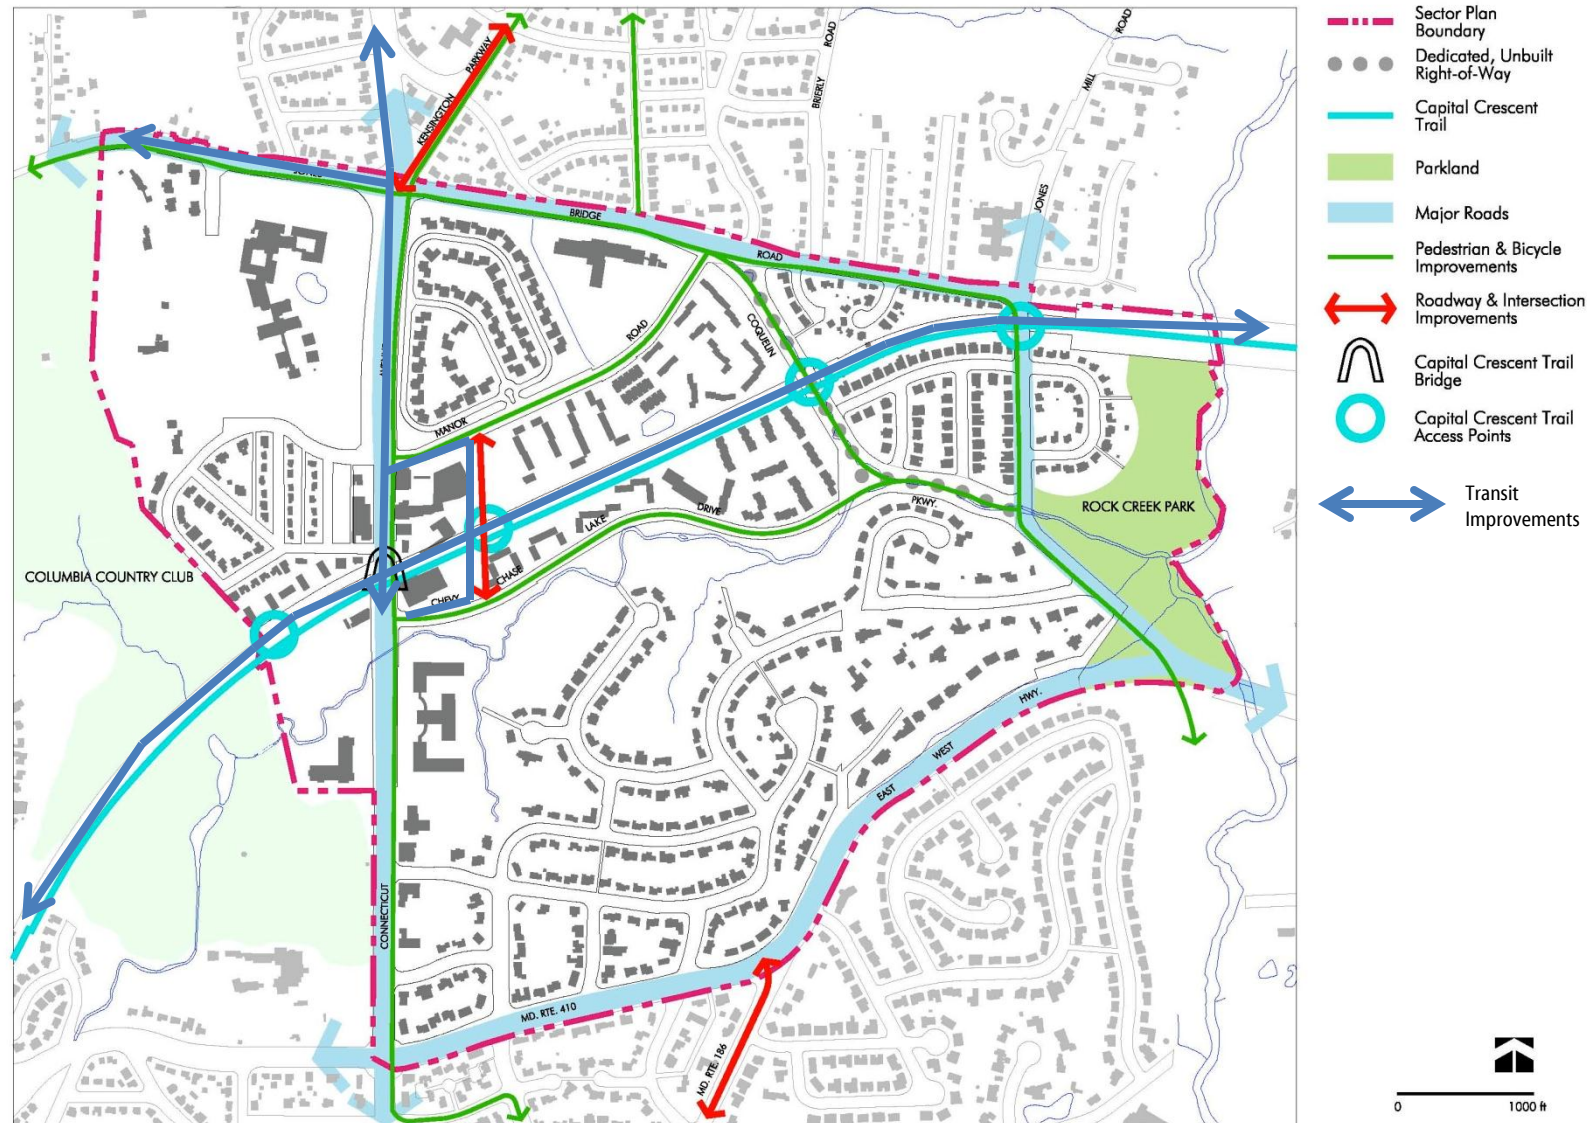 Sector Plan
Boundary
Dedicated, Unbuilt
Right-of-Way
Capital Crescent
Trail
Parkland
Major Roads
Pedestrian & Bicycle
Improvements
Roadway & Intersection
Improvements
Capital Crescent Trail
Bridge
Capital Crescent Trail
Access Points
Transit
Improvements
0 1000 ft
ROAD
ROAD
PARKWAY
KENSINGTON
BRIERLY
MILL
JONES
JONES
BRIDGE
ROAD
ROAD
COQUELIN
MANOR
ROCK CREEK PARK
PKWY.
DRIVE
LAKE
CHASE
CHEVY
COLUMBIA COUNTRY CLUB
HWY.
WEST
EAST
CONNECTICUT
MD. RTE. 410
MD. RTE. 186